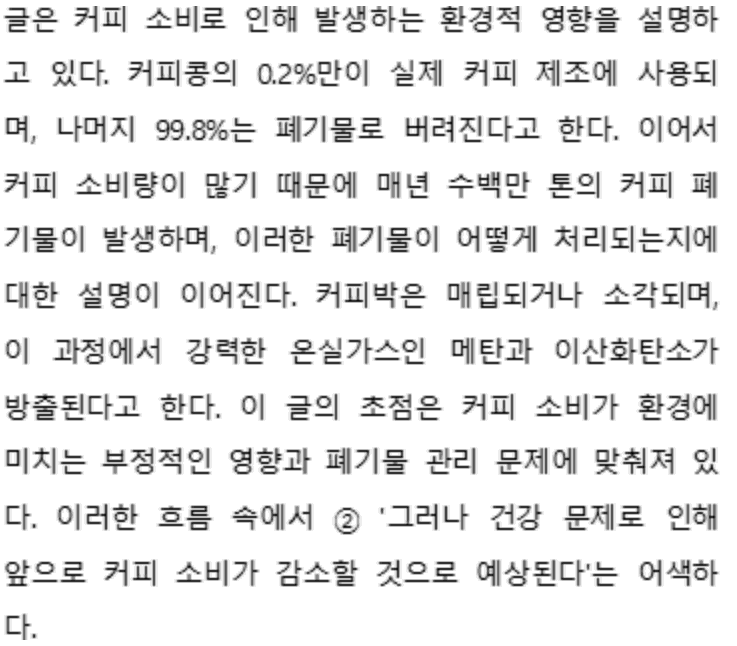 글은 커피 소비로 인해 발생하는 환경적 영향을 설명하
고 있다. 커피콩의 0.2%만이 실제 커피 제조에 사용되
며, 나머지 99.8%는 폐기물로 버려진다고 한다. 이어서
커피 소비량이 많기 때문에 매년 수백만 톤의 커피 폐
기물이 발생하며, 이러한 폐기물이 어떻게 처리되는지에
대한 설명이 이어진다. 커피박은 매립되거나 소각되며,
이 과정에서 강력한 온실가스인 메탄과 이산화탄소가
방출된다고 한다. 이 글의 초점은 커피 소비가 환경에
미치는 부정적인 영향과 폐기물 관리 문제에 맞춰져 있
다. 이러한 흐름 속에서 ② '그러나 건강 문제로 인해
앞으로 커피 소비가 감소할 것으로 예상된다'는 어색하
다.